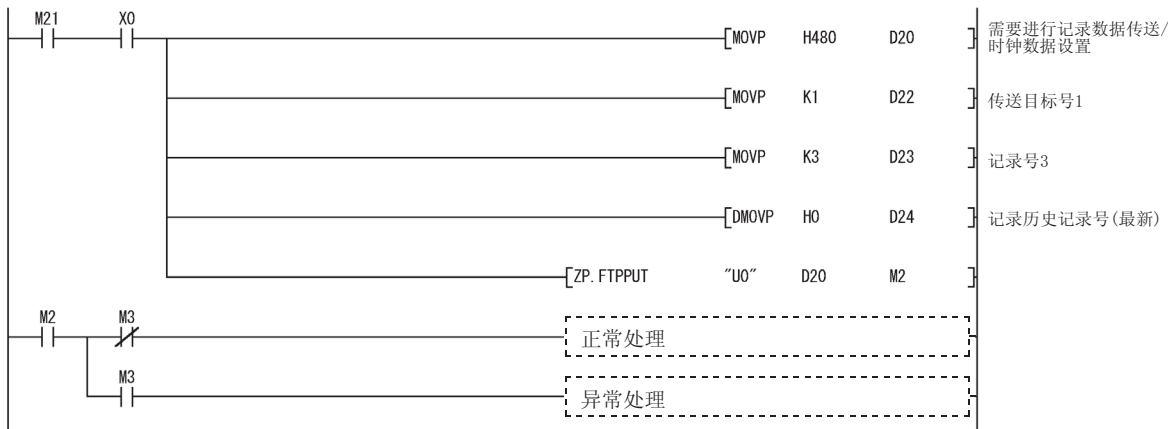 M21 X0
[MOVP H480 D20 ] 需要进行记录数据传送/
时钟数据设置
[MOVP K1 D22 ] 传送目标号1
[MOVP K3 D23 ] 记录号3
[DMOVP H0 D24 ] 记录历史记录号(最新)
[ZP.FTPPUT "U0" D20 M2 ]
M2 M3
正常处理
M3
异常处理